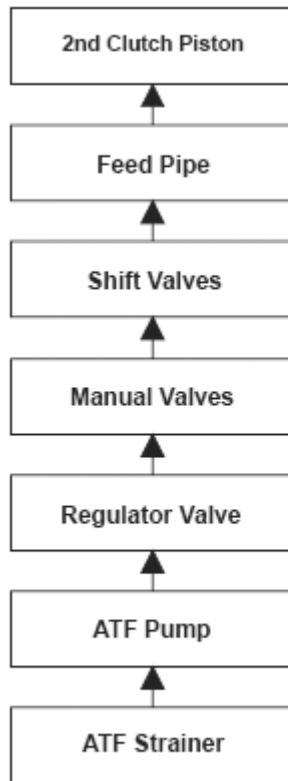 2nd Clutch Piston
Feed Pipe
Shift Valves
Manual Valves
Regulator Valve
ATF Pump
ATF Strainer